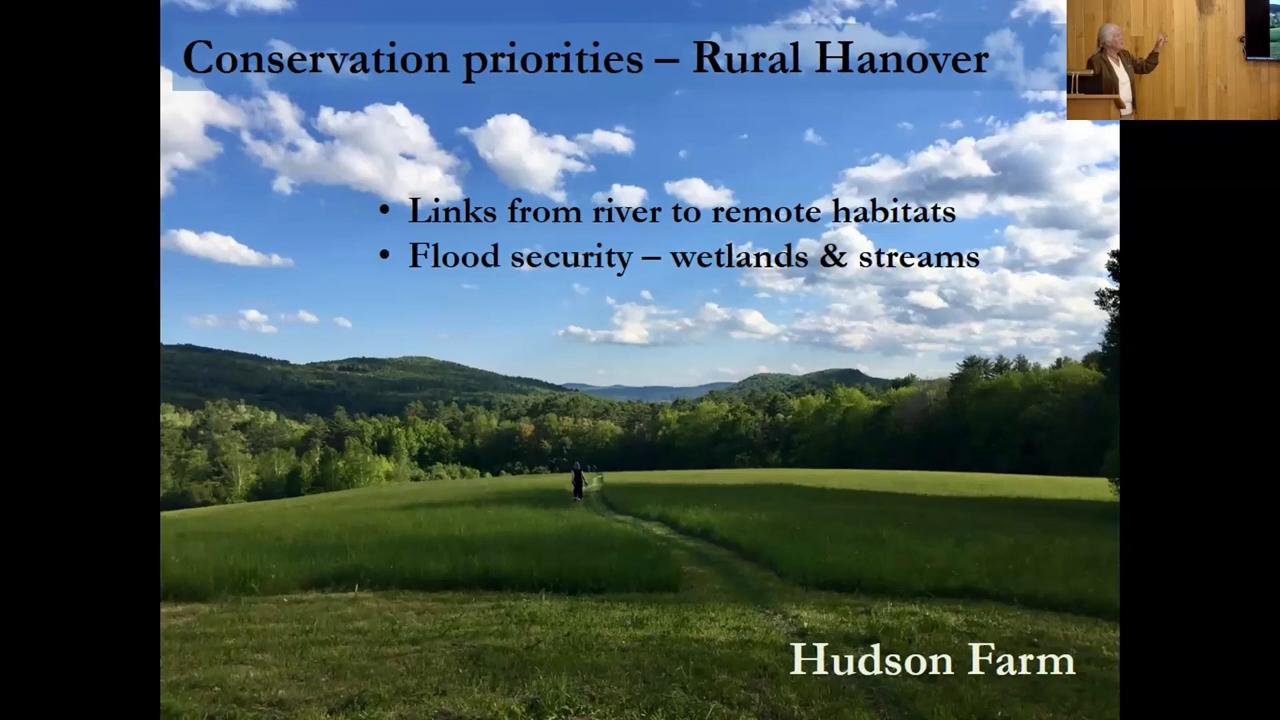 Conservation priorities – Rural Hanover
• Links from river to remote habitats
• Flood security – wetlands & streams
Hudson Farm